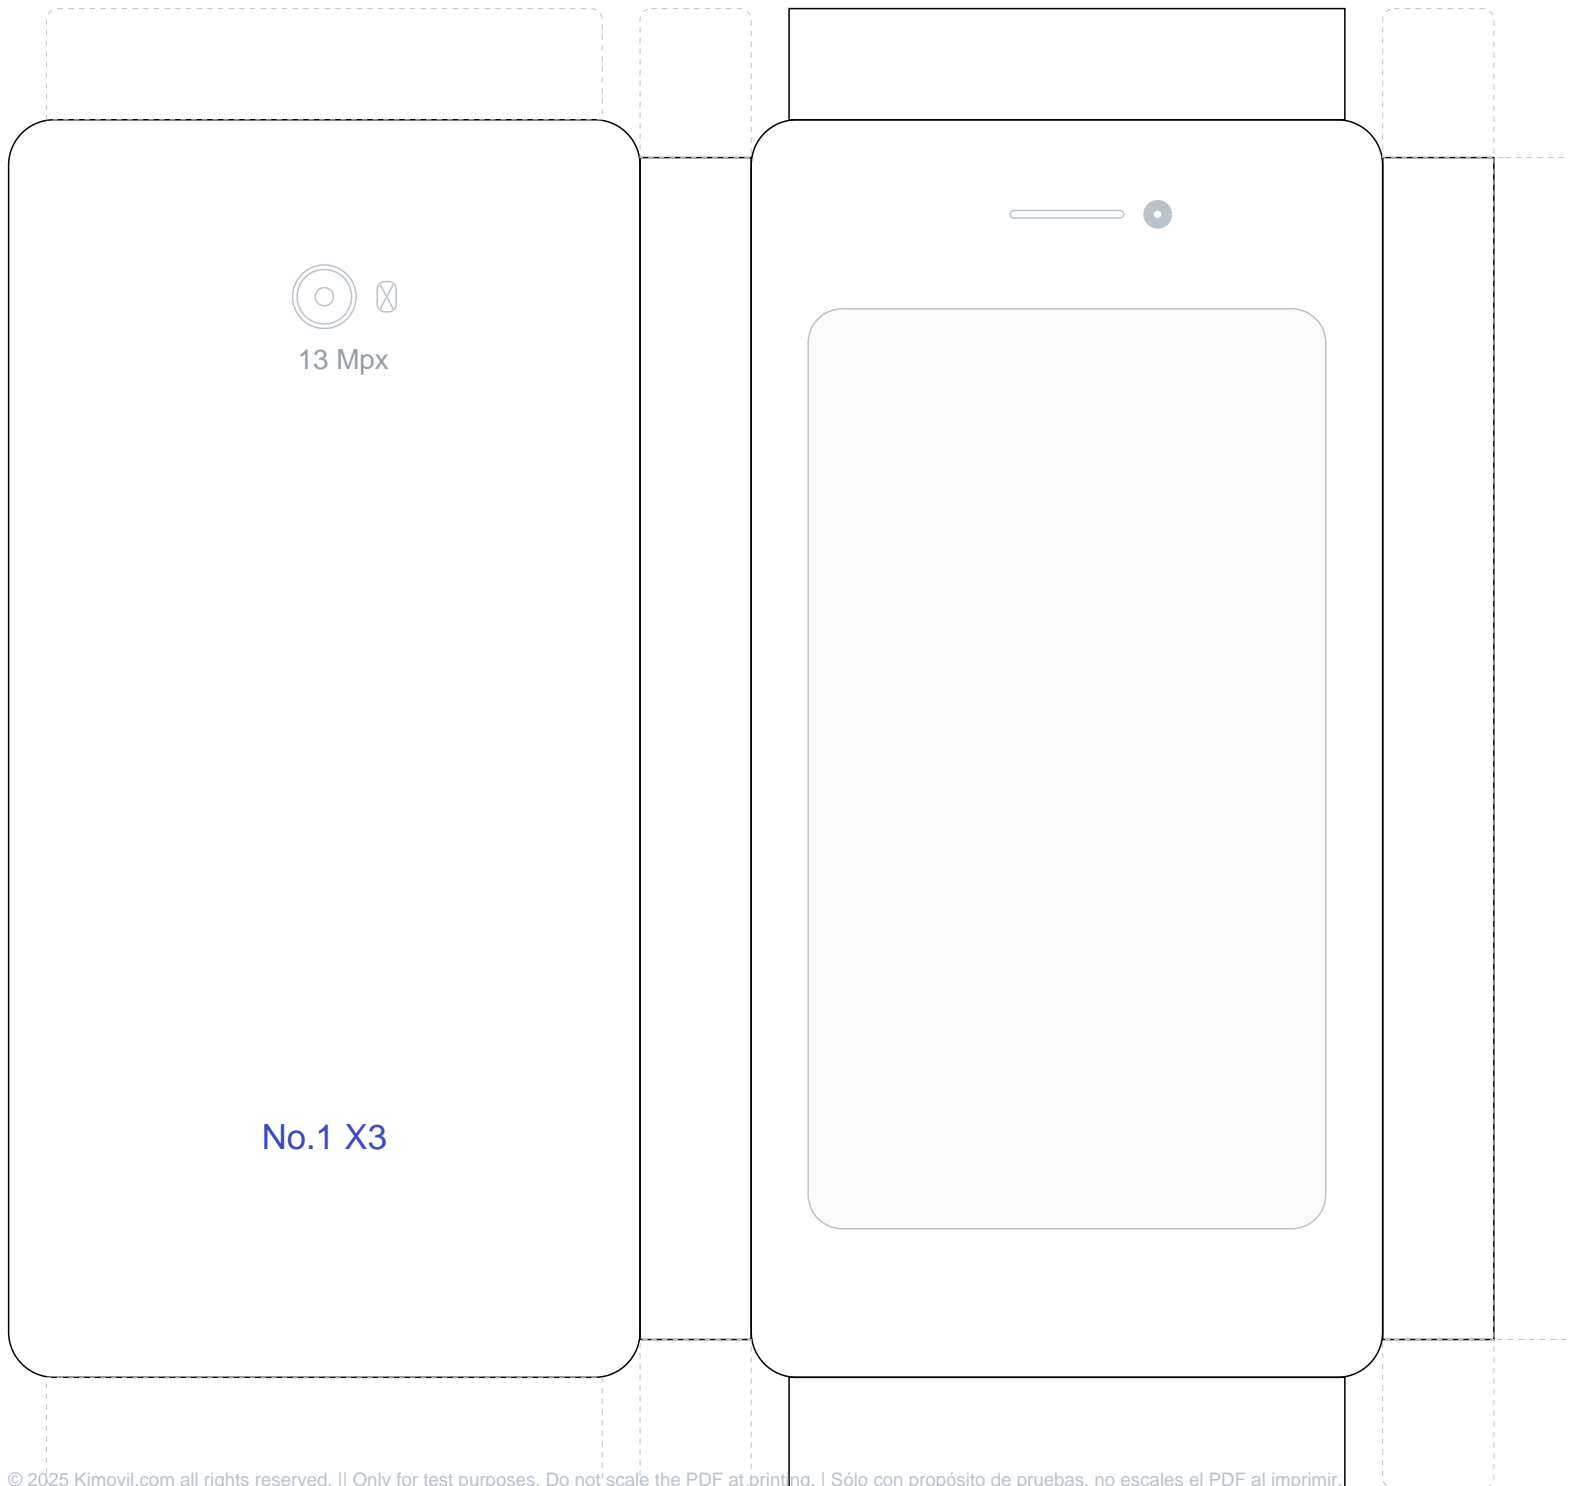 13 Mpx
No.1 X3
© 2025 Kimovil.com all rights reserved. || Only for test purposes. Do not scale the PDF at printing. | Sólo con propósito de pruebas, no escales el PDF al imprimir.